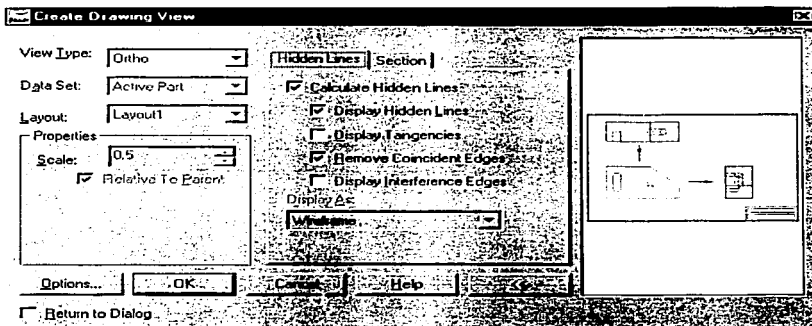 Create Drawing View
View Type: Ortho
Data Set: Active Part
Layout: Layout1
Properties
Scale: 0.5
Relative To Parent
Hidden Lines Section
Calculate Hidden Lines
Display Hidden Lines
Display Tangencies
Remove Coincident Edges
Display Interference Edges
Display As:
Wireframe
Options... OK Cancel Help <<
Return to Dialog